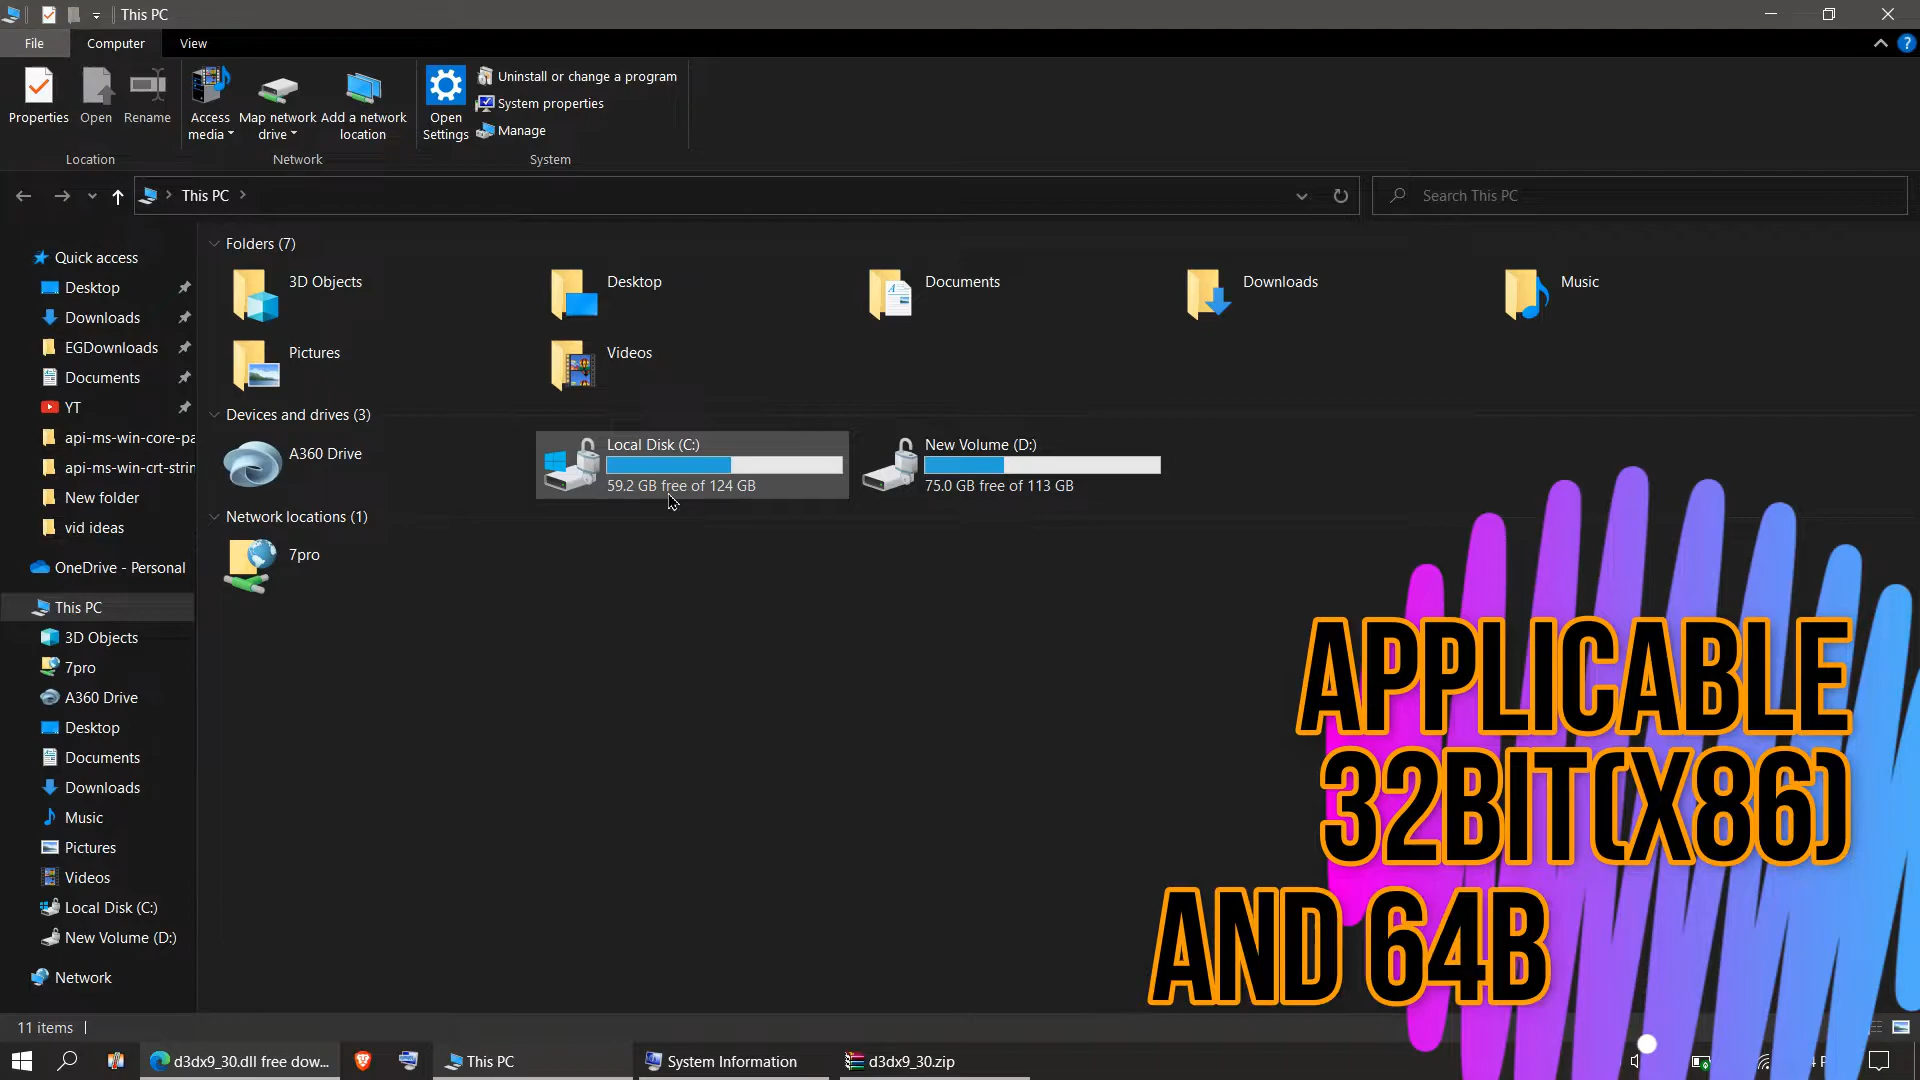 This PC
File
Computer
View
Properties
Open
Rename
Access media
Map network drive
Add a network location
Open Settings
Uninstall or change a program
System properties
Manage
Location
Network
System
This PC
Search This PC
Quick access
Desktop
Downloads
EGDownloads
Documents
YT
api-ms-win-core-pa
api-ms-win-crt-strin
New folder
vid ideas
OneDrive - Personal
This PC
3D Objects
7pro
A360 Drive
Desktop
Documents
Downloads
Music
Pictures
Videos
Local Disk (C:)
New Volume (D:)
Network
Folders (7)
3D Objects
Desktop
Documents
Downloads
Music
Pictures
Videos
Devices and drives (3)
A360 Drive
Local Disk (C:)
59.2 GB free of 124 GB
New Volume (D:)
75.0 GB free of 113 GB
Network locations (1)
7pro
APPLICABLE
32BIT(X86)
AND 64B
11 items
d3dx9_30.dll free dow...
This PC
System Information
d3dx9_30.zip